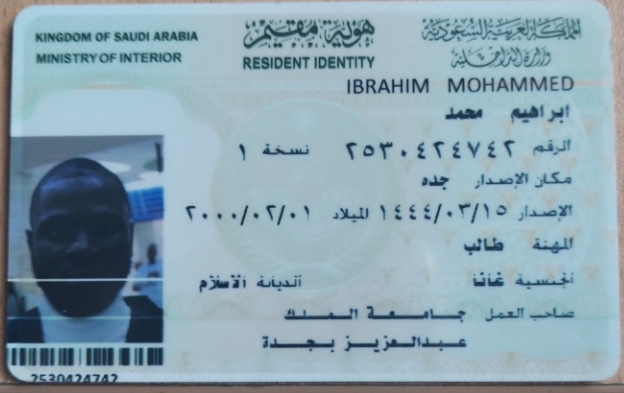 KINGDOM OF SAUDI ARABIA
MINISTRY OF INTERIOR
هوية مقيم
RESIDENT IDENTITY
المملكة العربية السعودية
وزارة الداخلية
IBRAHIM MOHAMMED
ابراهيم محمد
الرقم ٢٥٣٠٤٢٤٧٤٢ نسخة ١
مكان الإصدار جده
الإصدار ١٤٤٤/٠٣/١٥ الميلاد ٢٠٠٠/٠٢/٠١
المهنة طالب
الجنسية غانا الديانة الاسلام
صاحب العمل جامعة الملك
عبدالعزيز بجدة
2530424742